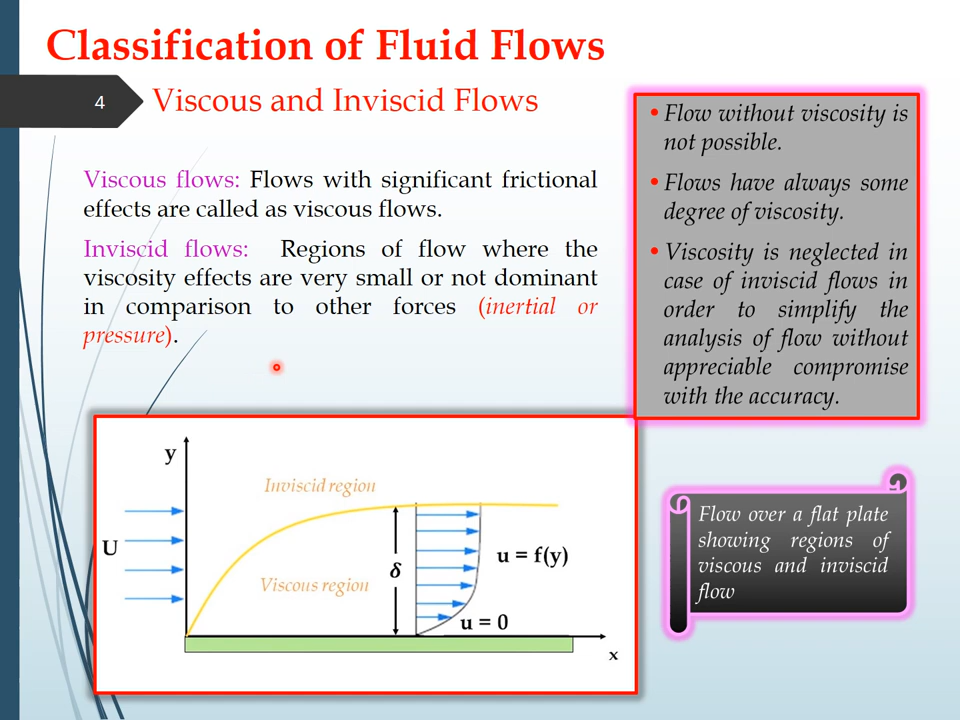 Classification of Fluid Flows
4
Viscous and Inviscid Flows
Viscous flows: Flows with significant frictional
effects are called as viscous flows.
Inviscid flows: Regions of flow where the
viscosity effects are very small or not dominant
in comparison to other forces (inertial or
pressure).
• Flow without viscosity is
not possible.
• Flows have always some
degree of viscosity.
• Viscosity is neglected in
case of inviscid flows in
order to simplify the
analysis of flow without
appreciable compromise
with the accuracy.
y
Inviscid region
U
Viscous region
δ
u = f(y)
u = 0
x
Flow over a flat plate
showing regions of
viscous and inviscid
flow